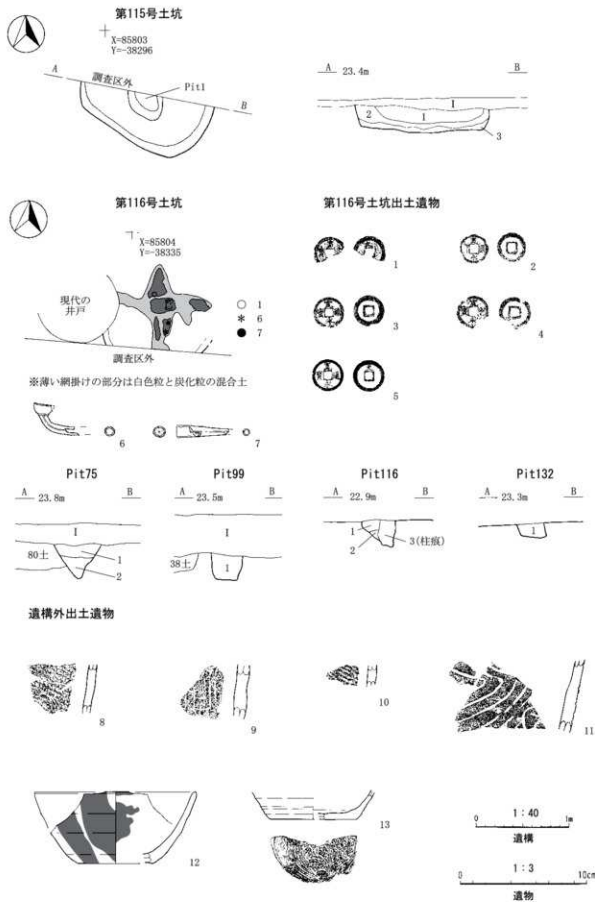 第115号土坑
X=85803
Y=-38296
A 調査区外 B
Pit1
A 23.4m B
I
2 1
3
第116号土坑
X=85804
Y=-38335
現代の
井戸
調査区外
○ 1
* 6
● 7
※薄い網掛けの部分は白色粒と炭化粒の混合土
6
7
第116号土坑出土遺物
1
2
3
4
5
Pit75
A 23.8m B
I
80土
1
2
Pit99
A 23.5m B
I
38土
1
Pit116
A 22.9m B
1
2
3(柱痕)
Pit132
A 23.3m B
1
遺構外出土遺物
8
9
10
11
12
13
1:40
0 1m
遺構
1:3
0 10cm
遺物